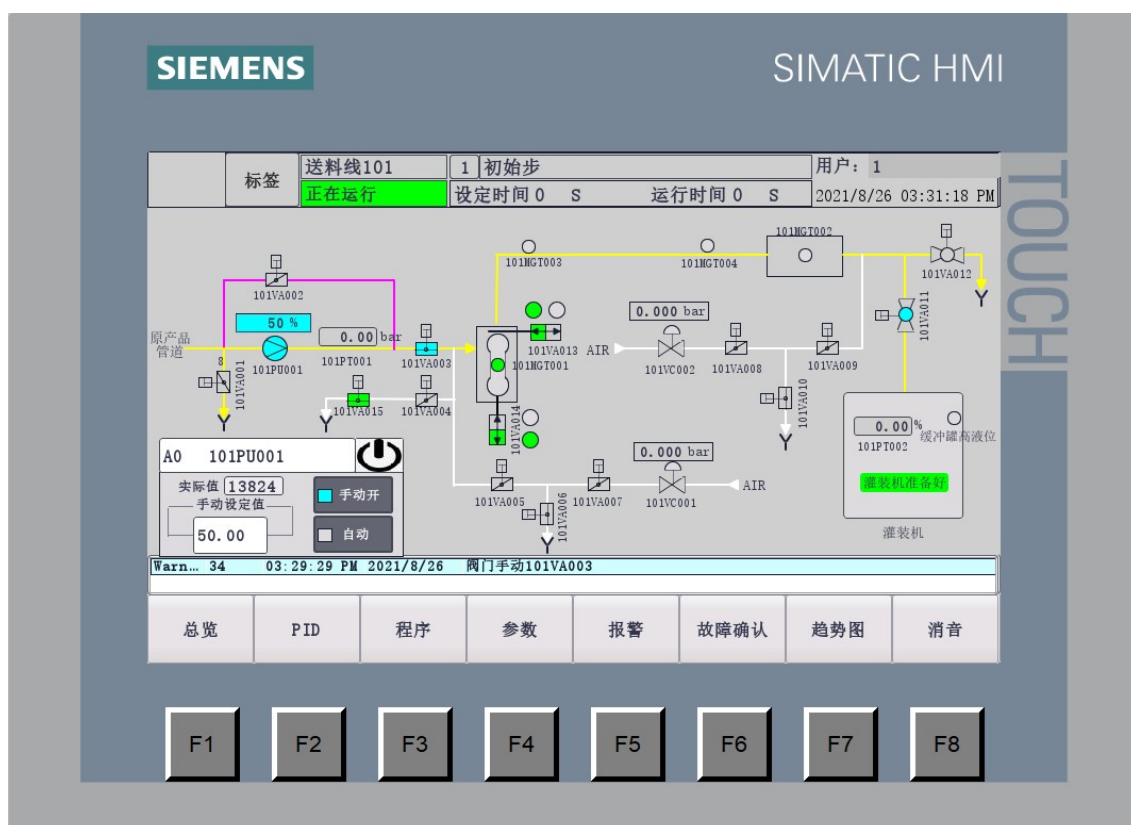 SIEMENS
SIMATIC HMI
TOUCH
标签
送料线101
1 初始步
用户: 1
正在运行
设定时间 0 S 运行时间 0 S
2021/8/26 03:31:18 PM
101MGT002
101MGT003
101MGT004
101VA012
101VA002
101VA011
50 %
0.00 bar
0.000 bar
原产品
管道
8
101VA001
101PU001
101PT001
101VA003
101VA013
AIR
101MGT001
101VC002
101VA008
101VA009
101VA015
101VA004
101VA014
101VA010
0.00 %
缓冲罐高液位
101PT002
A0 101PU001
0.000 bar
实际值 13824
手动开
手动设定值
101VA005
101VA006
101VA007
101VC001
AIR
灌装机准备好
50.00
自动
灌装机
Warn... 34 03:29:29 PM 2021/8/26 阀门手动101VA003
总览
PID
程序
参数
报警
故障确认
趋势图
消音
F1
F2
F3
F4
F5
F6
F7
F8